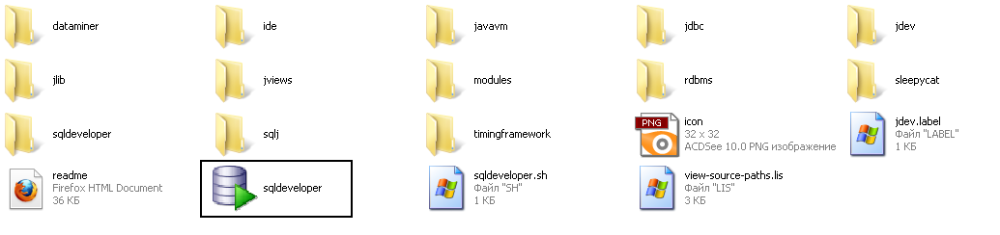 dataminer
ide
javavm
jdbc
jdev
jlib
jviews
modules
rdbms
sleepycat
sqldeveloper
sqlj
timingframework
PNG
icon
32 x 32
ACDSee 10.0 PNG изображение
jdev.label
Файл "LABEL"
1 КБ
readme
Firefox HTML Document
36 КБ
sqldeveloper
sqldeveloper.sh
Файл "SH"
1 КБ
view-source-paths.lis
Файл "LIS"
3 КБ